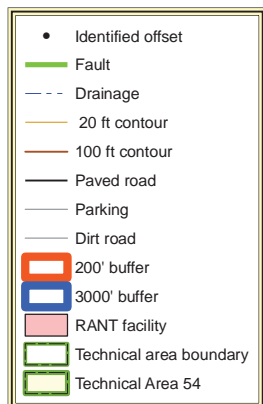 Identified offset
Fault
Drainage
20 ft contour
100 ft contour
Paved road
Parking
Dirt road
200' buffer
3000' buffer
RANT facility
Technical area boundary
Technical Area 54